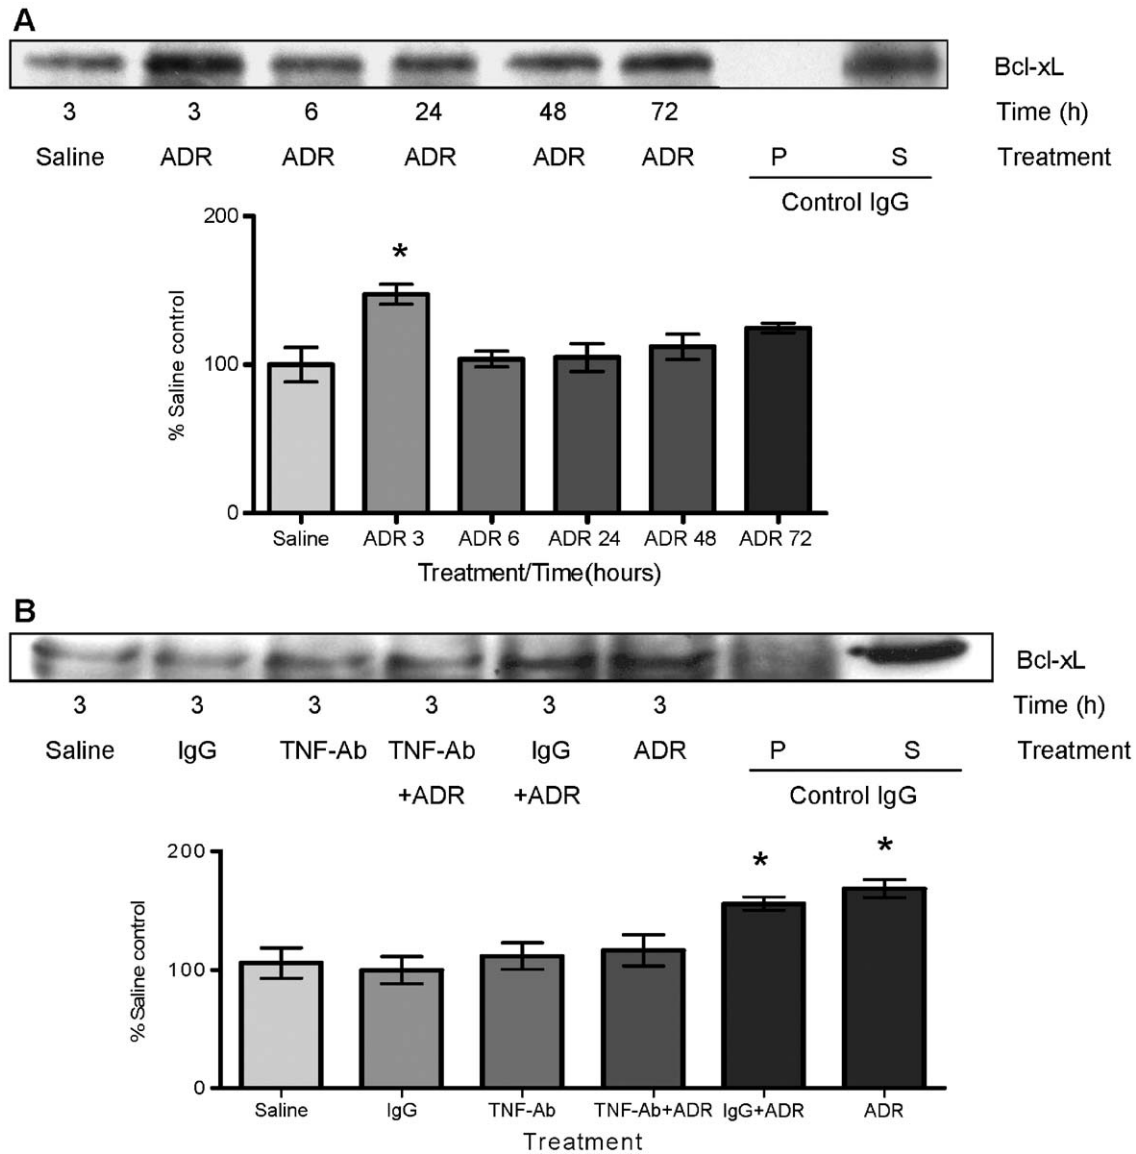 A
Bcl-xL
3 3 6 24 48 72 Time (h)
Saline ADR ADR ADR ADR ADR P S Treatment
Control IgG
200
*
100
0
% Saline control
Saline ADR 3 ADR 6 ADR 24 ADR 48 ADR 72
Treatment/Time(hours)
B
Bcl-xL
3 3 3 3 3 3 Time (h)
Saline IgG TNF-Ab TNF-Ab IgG ADR P S Treatment
+ADR +ADR Control IgG
200
* *
100
0
% Saline control
Saline IgG TNF-Ab TNF-Ab+ADR IgG+ADR ADR
Treatment